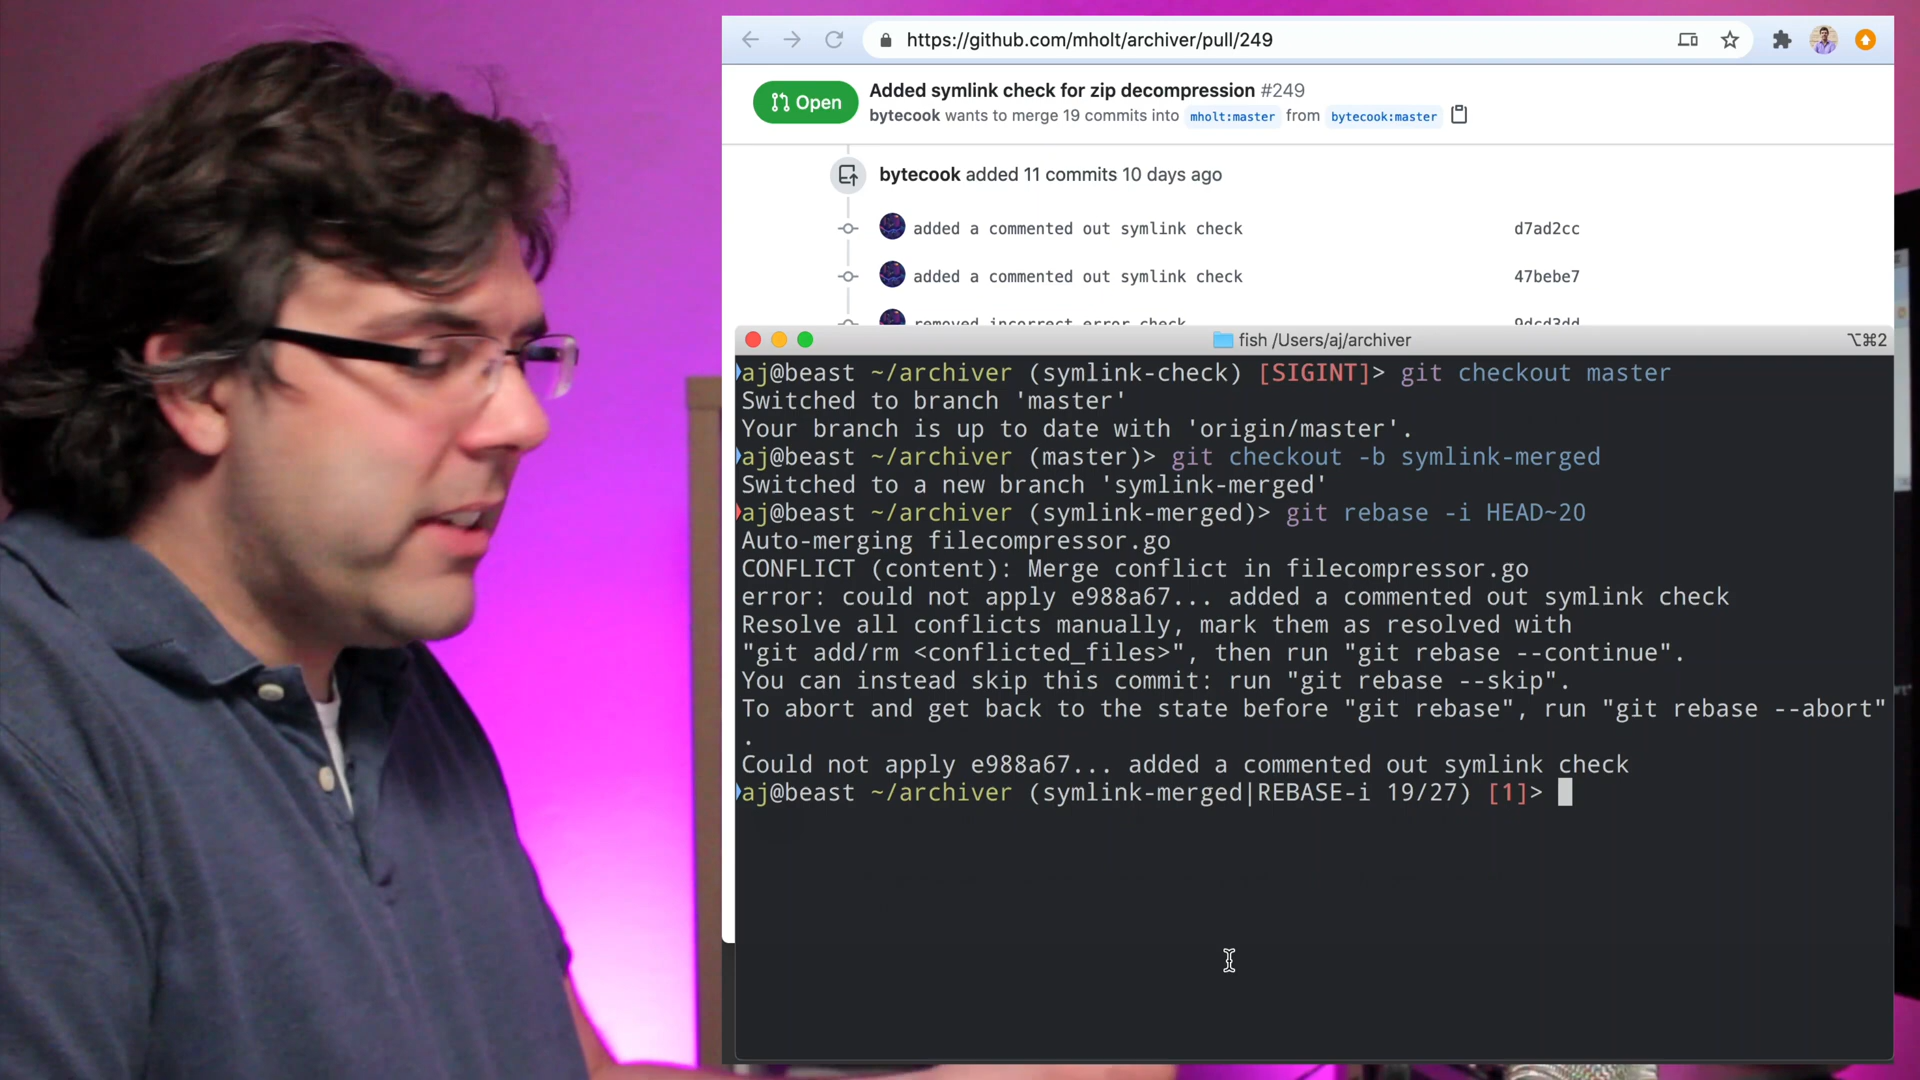 https://github.com/mholt/archiver/pull/249
Open
Added symlink check for zip decompression #249
bytecook wants to merge 19 commits into mholt:master from bytecook:master
bytecook added 11 commits 10 days ago
added a commented out symlink check d7ad2cc
added a commented out symlink check 47bebe7
removed incorrect error check 9dcd3dd
fish /Users/aj/archiver ⌥⌘2
aj@beast ~/archiver (symlink-check) [SIGINT]> git checkout master
Switched to branch 'master'
Your branch is up to date with 'origin/master'.
aj@beast ~/archiver (master)> git checkout -b symlink-merged
Switched to a new branch 'symlink-merged'
aj@beast ~/archiver (symlink-merged)> git rebase -i HEAD~20
Auto-merging filecompressor.go
CONFLICT (content): Merge conflict in filecompressor.go
error: could not apply e988a67... added a commented out symlink check
Resolve all conflicts manually, mark them as resolved with
"git add/rm <conflicted_files>", then run "git rebase --continue".
You can instead skip this commit: run "git rebase --skip".
To abort and get back to the state before "git rebase", run "git rebase --abort"
.
Could not apply e988a67... added a commented out symlink check
aj@beast ~/archiver (symlink-merged|REBASE-i 19/27) [1]>